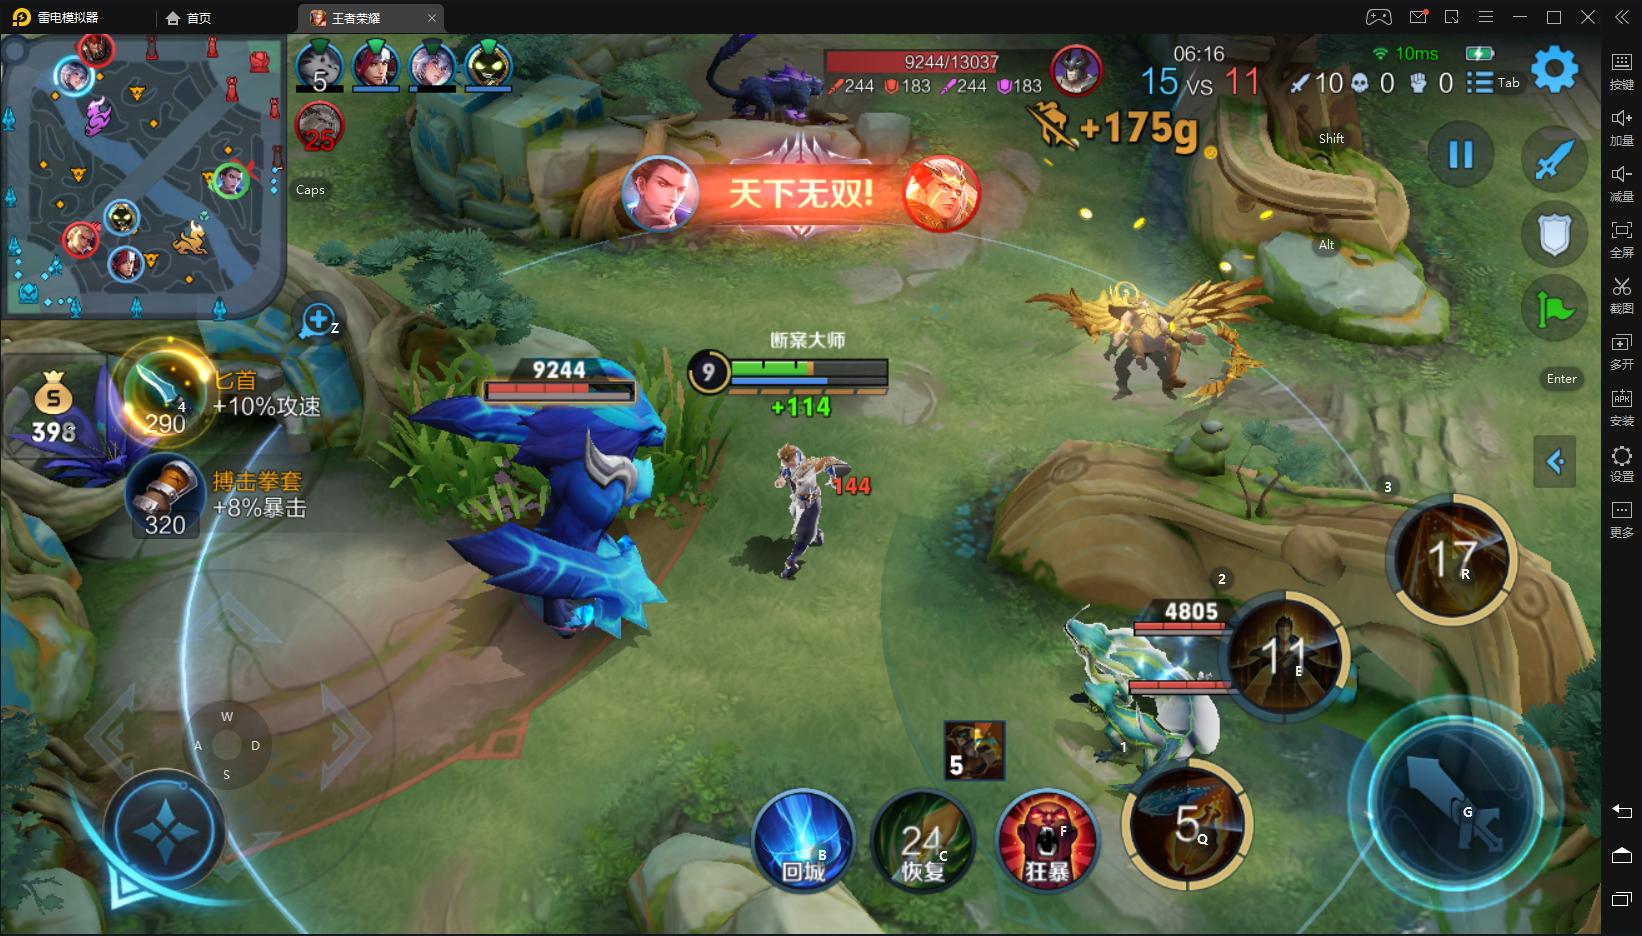 雷电模拟器
首页
王者荣耀
5
25
Caps
Z
9244/13037
244 183 244 183
06:16
15 vs 11
10ms
10 0 0
Tab
+175g
天下无双!
Shift
Alt
Enter
按键
加量
减量
全屏
截图
多开
安装
设置
更多
APK
S
398
290
4
匕首
+10%攻速
320
搏击拳套
+8%暴击
9244
断案大师
9
+114
144
4805
3
17
R
2
11
E
1
5
Q
G
W
A
D
S
5
B
回城
24
C
恢复
F
狂暴